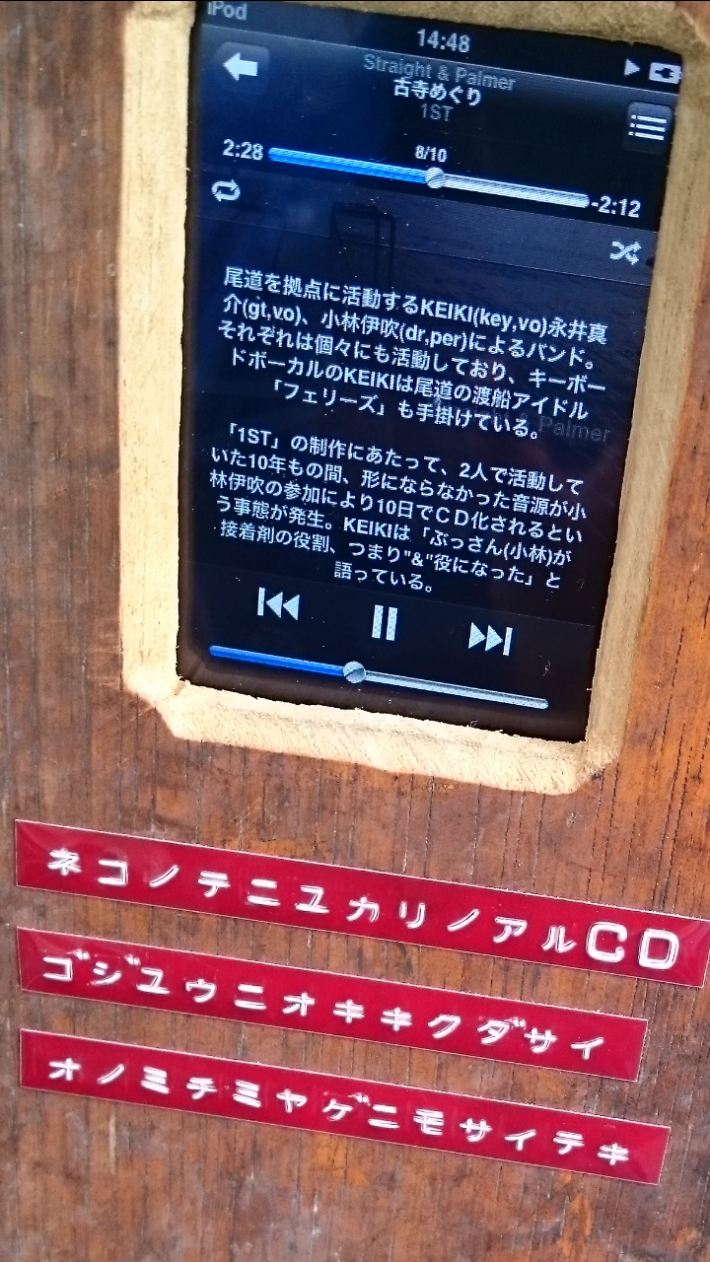 iPod
14:48
Straight & Palmer
古寺めぐり
1ST
2:28
8/10
-2:12
尾道を拠点に活動するKEIKI(key,vo)永井真
介(gt,vo)、小林伊吹(dr,per)によるバンド。
それぞれは個々にも活動しており、キーボー
ドボーカルのKEIKIは尾道の渡船アイドル
「フェリーズ」も手掛けている。
「1ST」の制作にあたって、2人で活動して
いた10年もの間、形にならなかった音源が小
林伊吹の参加により10日でＣＤ化されるとい
う事態が発生。KEIKIは「ぶっさん(小林)が
接着剤の役割、つまり"&"役になった」と
語っている。
ネコノテニユカリノアルCD
ゴジユウニオキキクダサイ
オノミチミヤゲニモサイテキ